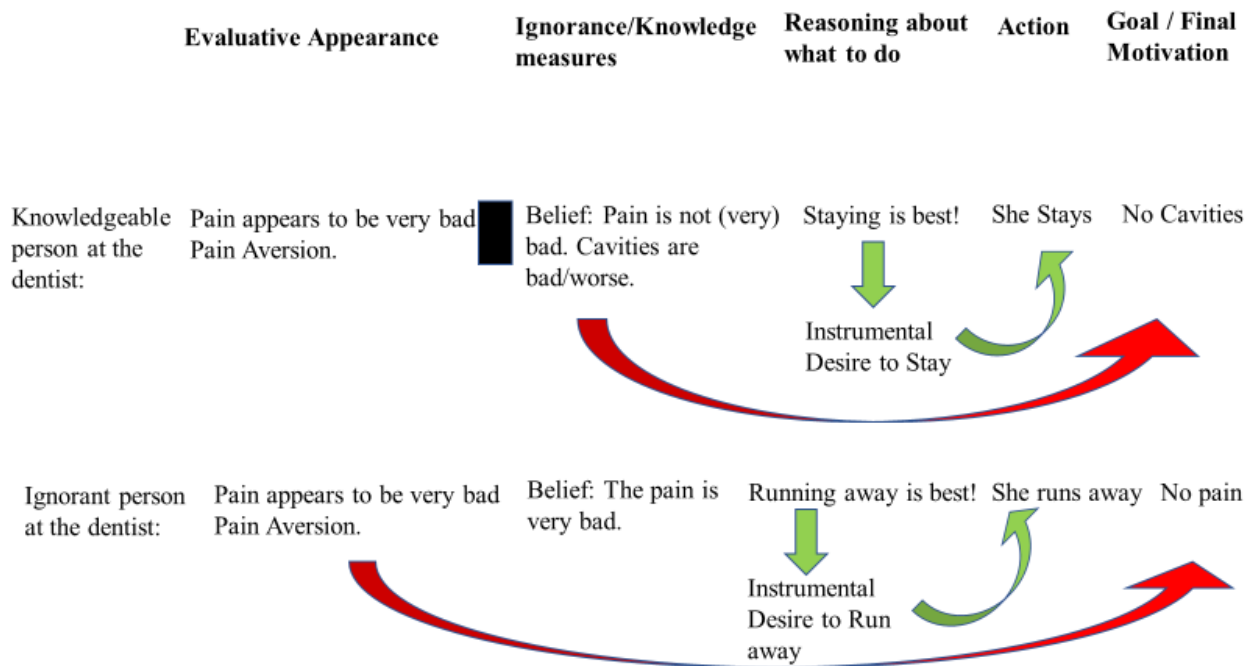 Evaluative Appearance
Ignorance/Knowledge
measures
Reasoning about
what to do
Action
Goal / Final
Motivation
Knowledgeable
person at the
dentist:
Pain appears to be very bad
Pain Aversion.
Belief: Pain is not (very)
bad. Cavities are
bad/worse.
Staying is best!
Instrumental
Desire to Stay
She Stays
No Cavities
Ignorant person
at the dentist:
Pain appears to be very bad
Pain Aversion.
Belief: The pain is
very bad.
Running away is best!
Instrumental
Desire to Run
away
She runs away
No pain